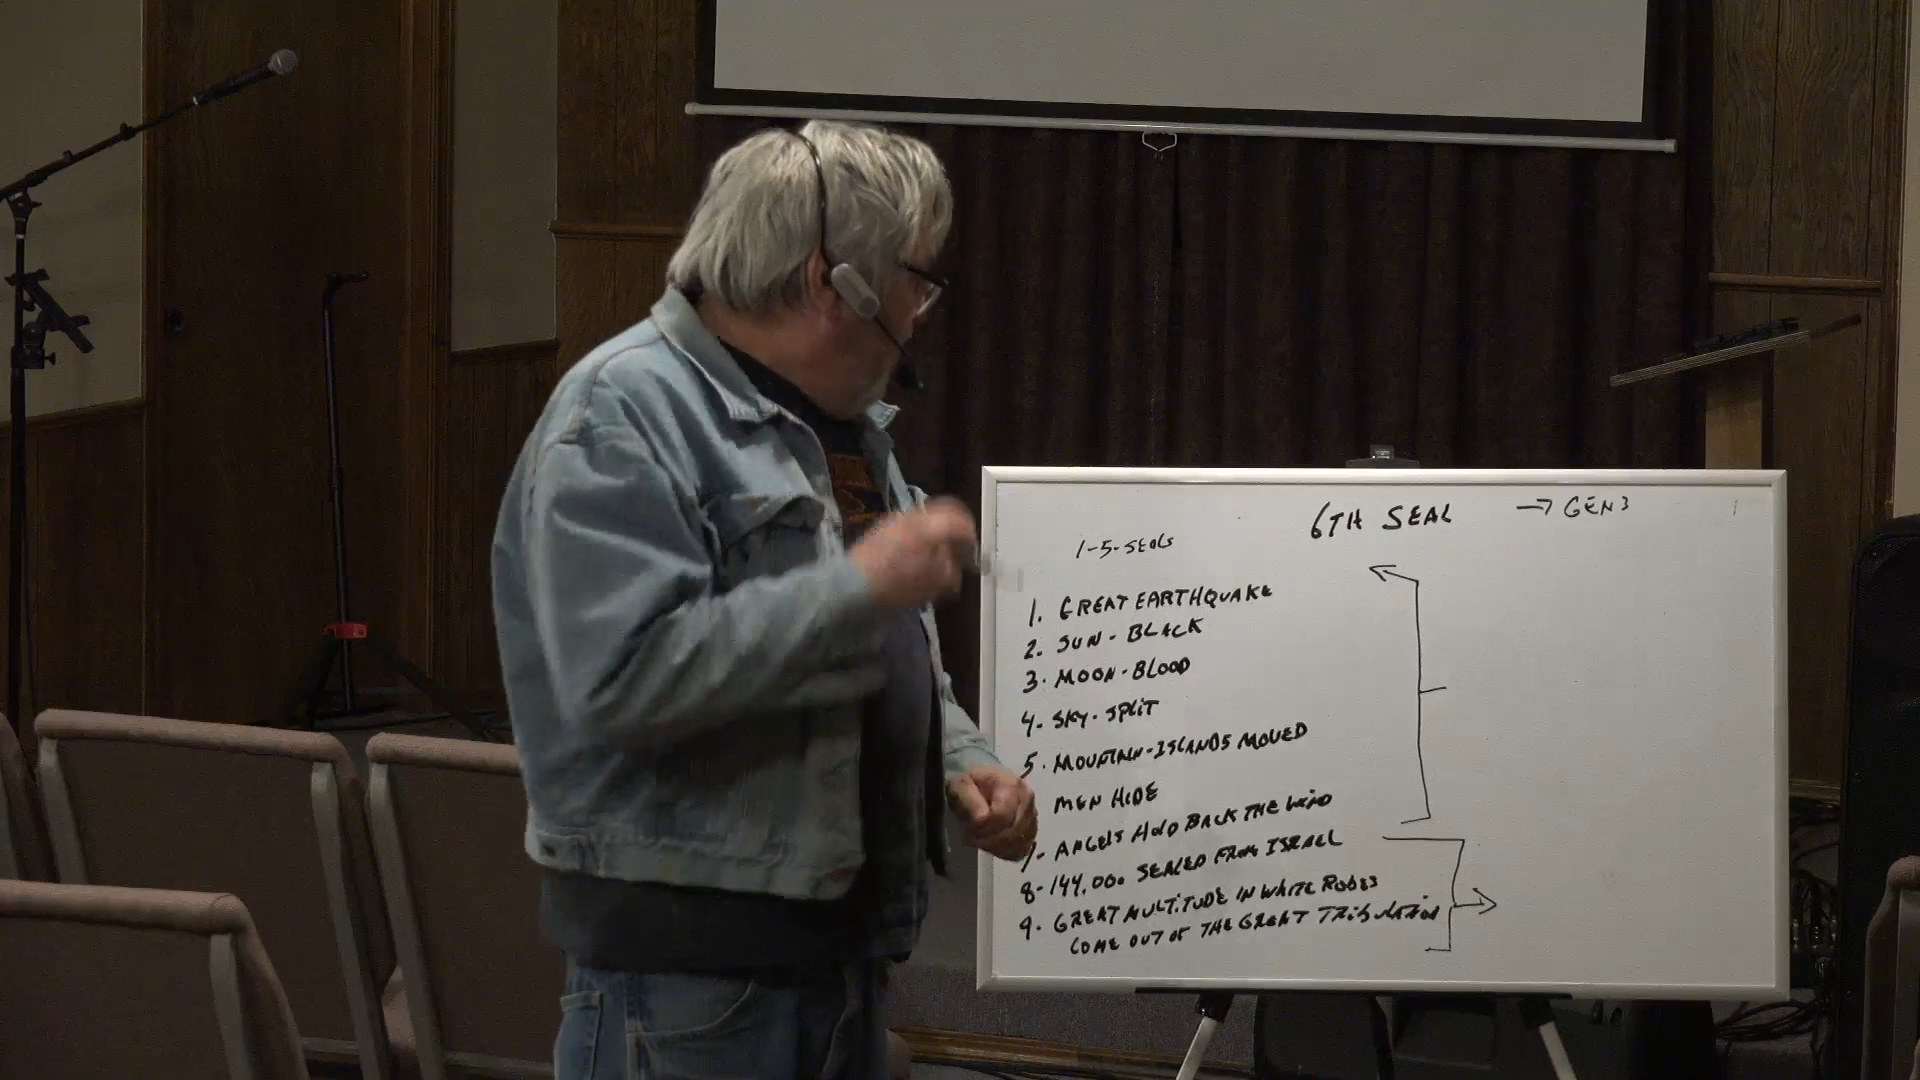 6TH SEAL → GEN 3
1-5-SEALS
1. GREAT EARTHQUAKE
2. SUN - BLACK
3. MOON - BLOOD
4. SKY - SPLIT
5. MOUNTAIN - ISLANDS MOVED
MEN HIDE
7- ANGELS HOLD BACK THE WIND
8-144,000 SEALED FROM ISRAEL
9. GREAT MULTITUDE IN WHITE ROBES
COME OUT OF THE GREAT TRIBULATION